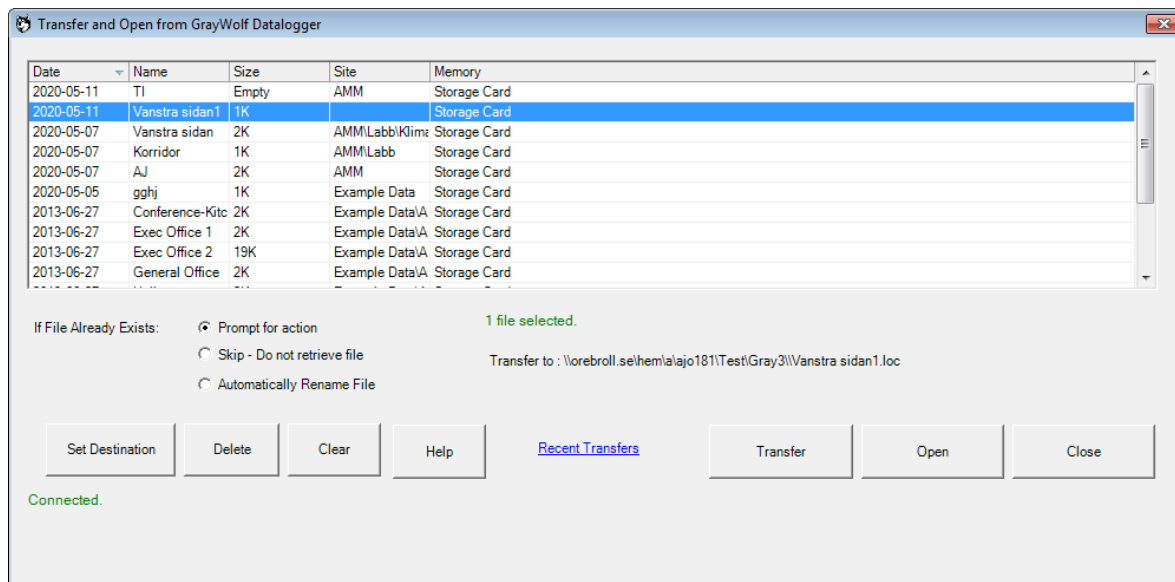 Transfer and Open from GrayWolf Datalogger
Date Name Size Site Memory
2020-05-11 TI Empty AMM Storage Card
2020-05-11 Vanstra sidan1 1K Storage Card
2020-05-07 Vanstra sidan 2K AMM\Labb\Klima Storage Card
2020-05-07 Korridor 1K AMM\Labb Storage Card
2020-05-07 AJ 2K AMM Storage Card
2020-05-05 gghj 1K Example Data Storage Card
2013-06-27 Conference-Kitc 2K Example Data\A Storage Card
2013-06-27 Exec Office 1 2K Example Data\A Storage Card
2013-06-27 Exec Office 2 19K Example Data\A Storage Card
2013-06-27 General Office 2K Example Data\A Storage Card
If File Already Exists: Prompt for action 1 file selected.
Skip - Do not retrieve file Transfer to : \\orebroll.se\hem\a\ajo181\Test\Gray3\\Vanstra sidan1.loc
Automatically Rename File
Set Destination Delete Clear Help Recent Transfers Transfer Open Close
Connected.